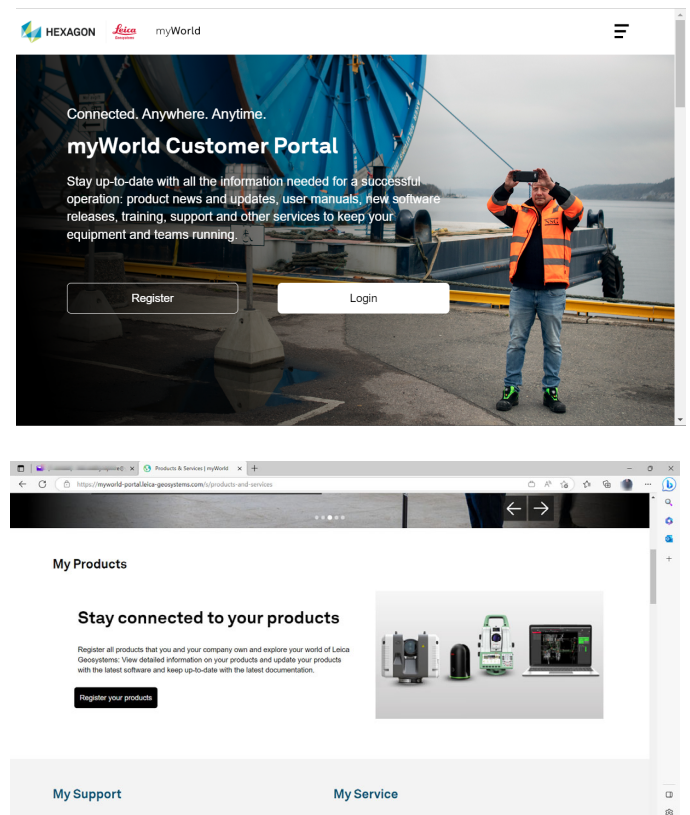 HEXAGON
Leica
Geosystems
myWorld
Connected. Anywhere. Anytime.
myWorld Customer Portal
Stay up-to-date with all the information needed for a successful
operation: product news and updates, user manuals, new software
releases, training, support and other services to keep your
equipment and teams running.
Register
Login
Products & Services | myWorld
https://myworld-portal.leica-geosystems.com/s/products-and-services
My Products
Stay connected to your products
Register all products that you and your company own and explore your world of Leica
Geosystems: View detailed information on your products and update your products
with the latest software and keep up-to-date with the latest documentation.
Register your products
My Support
My Service